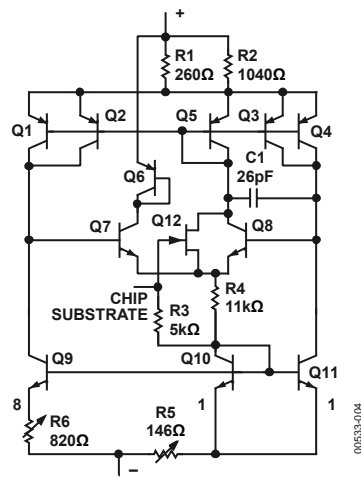 +
R1
260Ω
R2
1040Ω
Q1
Q2
Q5
Q3
Q4
C1
26pF
Q6
Q7
Q12
Q8
CHIP
SUBSTRATE
R3
5kΩ
R4
11kΩ
Q9
Q10
Q11
8
1
1
R6
820Ω
R5
146Ω
–
00533-004